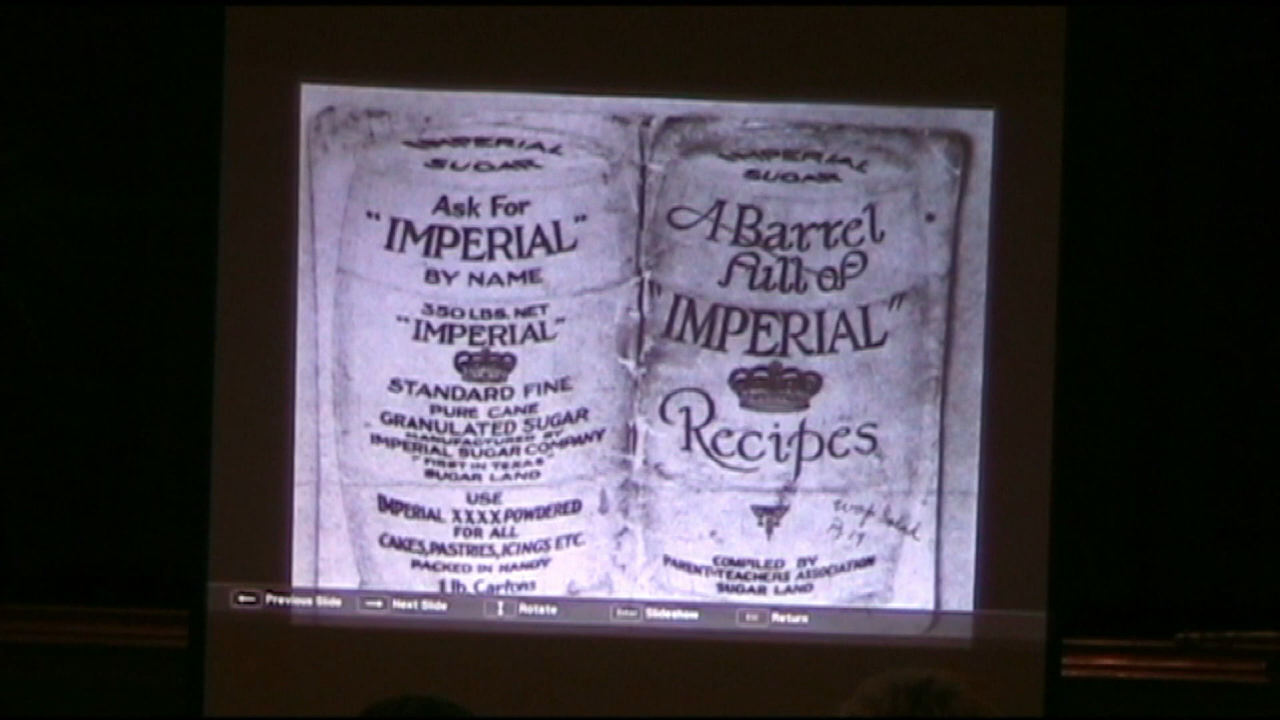 IMPERIAL
SUGAR
Ask For
"IMPERIAL"
BY NAME
350 LBS. NET
"IMPERIAL"
STANDARD FINE
PURE CANE
GRANULATED SUGAR
MANUFACTURED BY
IMPERIAL SUGAR COMPANY
"FIRST IN TEXAS"
SUGAR LAND
USE
IMPERIAL XXXX POWDERED
FOR ALL
CAKES, PASTRIES, ICINGS ETC.
PACKED IN HANDY
1 lb. Cartons
IMPERIAL
SUGAR
A Barrel
full of
"IMPERIAL"
Recipes
COMPILED BY
PARENT-TEACHERS ASSOCIATION
SUGAR LAND
Previous Slide Next Slide Rotate Enter Slideshow Esc Return